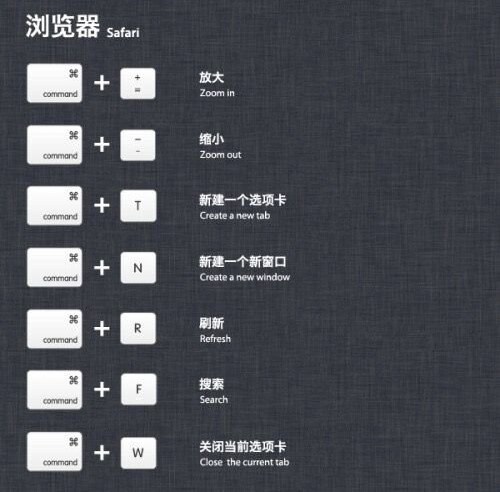 浏览器 Safari
⌘ command + + = 放大
Zoom in
⌘ command + − - 缩小
Zoom out
⌘ command + T 新建一个选项卡
Create a new tab
⌘ command + N 新建一个新窗口
Create a new window
⌘ command + R 刷新
Refresh
⌘ command + F 搜索
Search
⌘ command + W 关闭当前选项卡
Close the current tab